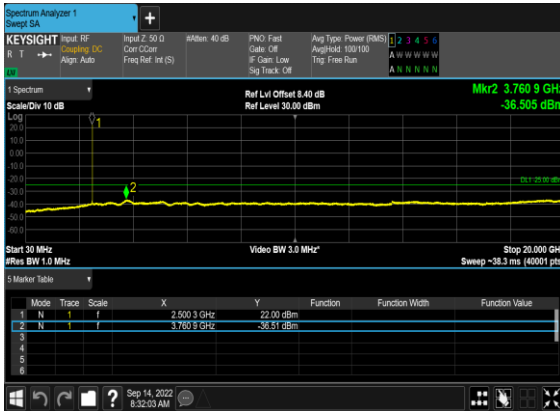 Spectrum Analyzer 1
Swept SA
+
KEYSIGHT Input: RF Input Z: 50 Ω #Atten: 40 dB PNO: Fast Avg Type: Power (RMS) 1 2 3 4 5 6
R T Coupling: DC Corr CCorr Gate: Off Avg|Hold: 100/100 A W W W W W
Align: Auto Freq Ref: Int (S) IF Gain: Low Trig: Free Run
Sig Track: Off A N N N N N
1 Spectrum
Ref Lvl Offset 8.40 dB Mkr2 3.760 9 GHz
Scale/Div 10 dB Ref Level 30.00 dBm -36.505 dBm
Log
20.0
10.0
0.00
-10.0
-20.0
-30.0
-40.0
-50.0
-60.0
1
2
DL1 -25.00 dBm
Start 30 MHz Video BW 3.0 MHz* Stop 20.000 GHz
#Res BW 1.0 MHz Sweep ~38.3 ms (40001 pts)
5 Marker Table
Mode Trace Scale X Y Function Function Width Function Value
1 N 1 f 2.500 3 GHz 22.00 dBm
2 N 1 f 3.760 9 GHz -36.51 dBm
3
4
5
6
? Sep 14, 2022
8:32:03 AM